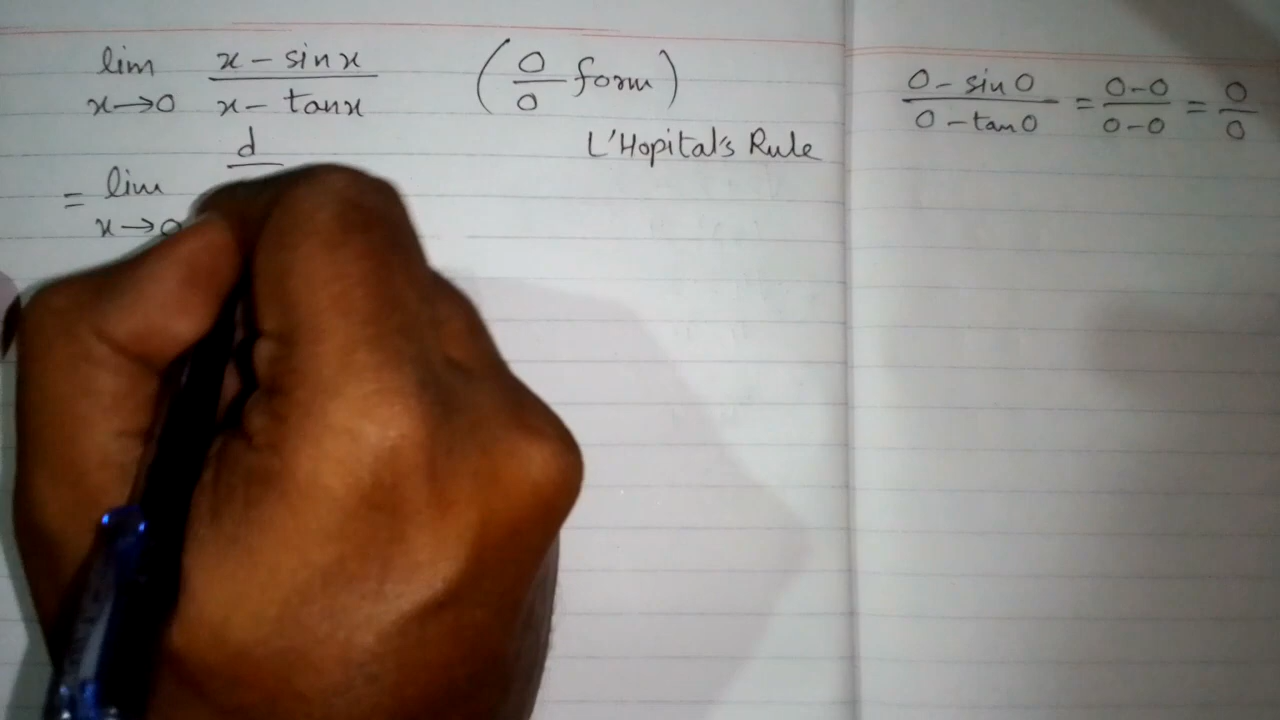 lim x→0 (x - sinx)/(x - tanx) (0/0 form)
L'Hopital's Rule
= lim x→0 d
(0 - sin0)/(0 - tan0) = (0-0)/(0-0) = 0/0